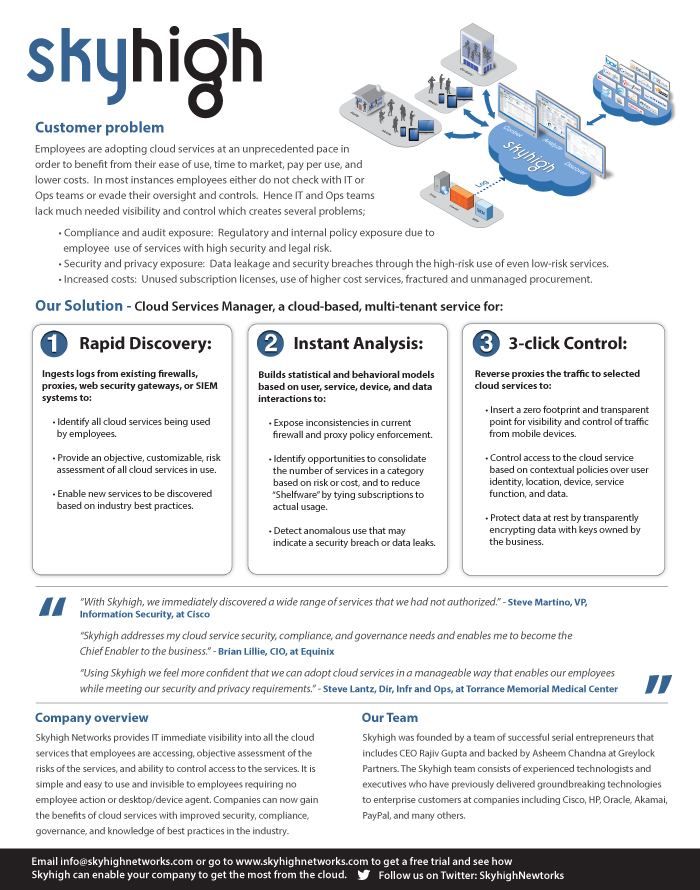 skyhigh
Control
Analyze
Discover
skyhigh
Log
Customer problem
Employees are adopting cloud services at an unprecedented pace in
order to benefit from their ease of use, time to market, pay per use, and
lower costs.  In most instances employees either do not check with IT or
Ops teams or evade their oversight and controls.  Hence IT and Ops teams
lack much needed visibility and control which creates several problems;
• Compliance and audit exposure:  Regulatory and internal policy exposure due to
employee  use of services with high security and legal risk.
• Security and privacy exposure:  Data leakage and security breaches through the high-risk use of even low-risk services.
• Increased costs:  Unused subscription licenses, use of higher cost services, fractured and unmanaged procurement.
Our Solution - Cloud Services Manager, a cloud-based, multi-tenant service for:
1 Rapid Discovery:
Ingests logs from existing firewalls,
proxies, web security gateways, or SIEM
systems to:
• Identify all cloud services being used
by employees.
• Provide an objective, customizable, risk
assessment of all cloud services in use.
• Enable new services to be discovered
based on industry best practices.
2 Instant Analysis:
Builds statistical and behavioral models
based on user, service, device, and data
interactions to:
• Expose inconsistencies in current
firewall and proxy policy enforcement.
• Identify opportunities to consolidate
the number of services in a category
based on risk or cost, and to reduce
“Shelfware” by tying subscriptions to
actual usage.
• Detect anomalous use that may
indicate a security breach or data leaks.
3 3-click Control:
Reverse proxies the traffic to selected
cloud services to:
• Insert a zero footprint and transparent
point for visibility and control of traffic
from mobile devices.
• Control access to the cloud service
based on contextual policies over user
identity, location, device, service
function, and data.
• Protect data at rest by transparently
encrypting data with keys owned by
the business.
“With Skyhigh, we immediately discovered a wide range of services that we had not authorized.” - Steve Martino, VP,
Information Security, at Cisco
“Skyhigh addresses my cloud service security, compliance, and governance needs and enables me to become the
Chief Enabler to the business.” - Brian Lillie, CIO, at Equinix
“Using Skyhigh we feel more confident that we can adopt cloud services in a manageable way that enables our employees
while meeting our security and privacy requirements.” - Steve Lantz, Dir, Infr and Ops, at Torrance Memorial Medical Center
Company overview
Skyhigh Networks provides IT immediate visibility into all the cloud
services that employees are accessing, objective assessment of the
risks of the services, and ability to control access to the services. It is
simple and easy to use and invisible to employees requiring no
employee action or desktop/device agent. Companies can now gain
the benefits of cloud services with improved security, compliance,
governance, and knowledge of best practices in the industry.
Our Team
Skyhigh was founded by a team of successful serial entrepreneurs that
includes CEO Rajiv Gupta and backed by Asheem Chandna at Greylock
Partners. The Skyhigh team consists of experienced technologists and
executives who have previously delivered groundbreaking technologies
to enterprise customers at companies including Cisco, HP, Oracle, Akamai,
PayPal, and many others.
Email info@skyhighnetworks.com or go to www.skyhighnetworks.com to get a free trial and see how
Skyhigh can enable your company to get the most from the cloud. Follow us on Twitter: SkyhighNewtorks